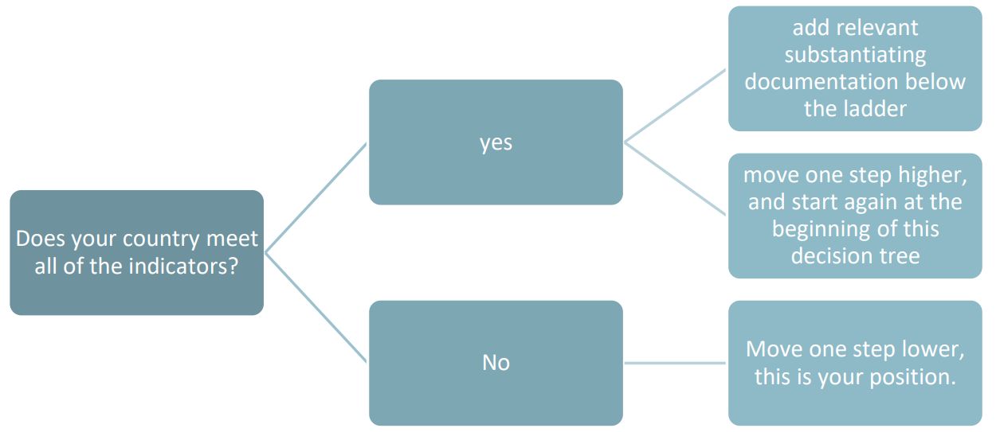 Does your country meet
all of the indicators?
yes
add relevant
substantiating
documentation below
the ladder
move one step higher,
and start again at the
beginning of this
decision tree
No
Move one step lower,
this is your position.